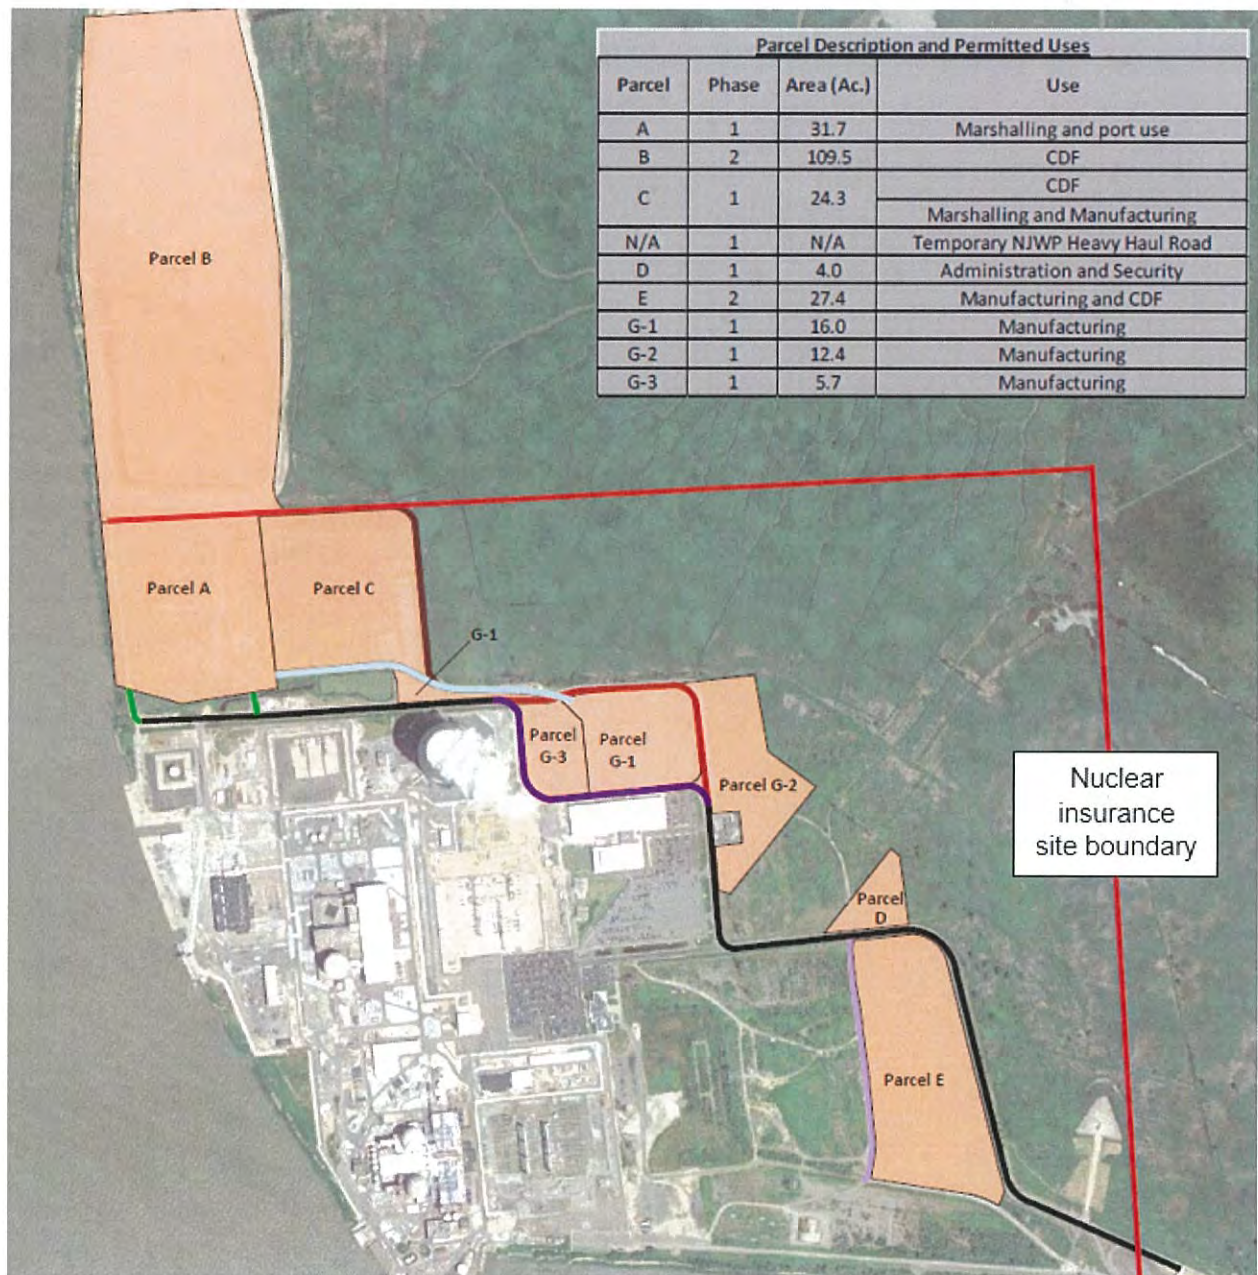 Parcel Description and Permitted Uses
Parcel Phase Area (Ac.) Use
A 1 31.7 Marshalling and port use
B 2 109.5 CDF
C 1 24.3 CDF
Marshalling and Manufacturing
N/A 1 N/A Temporary NJWP Heavy Haul Road
D 1 4.0 Administration and Security
E 2 27.4 Manufacturing and CDF
G-1 1 16.0 Manufacturing
G-2 1 12.4 Manufacturing
G-3 1 5.7 Manufacturing
Parcel B
Parcel A
Parcel C
G-1
Parcel
G-3
Parcel
G-1
Parcel G-2
Nuclear
insurance
site boundary
Parcel
D
Parcel E